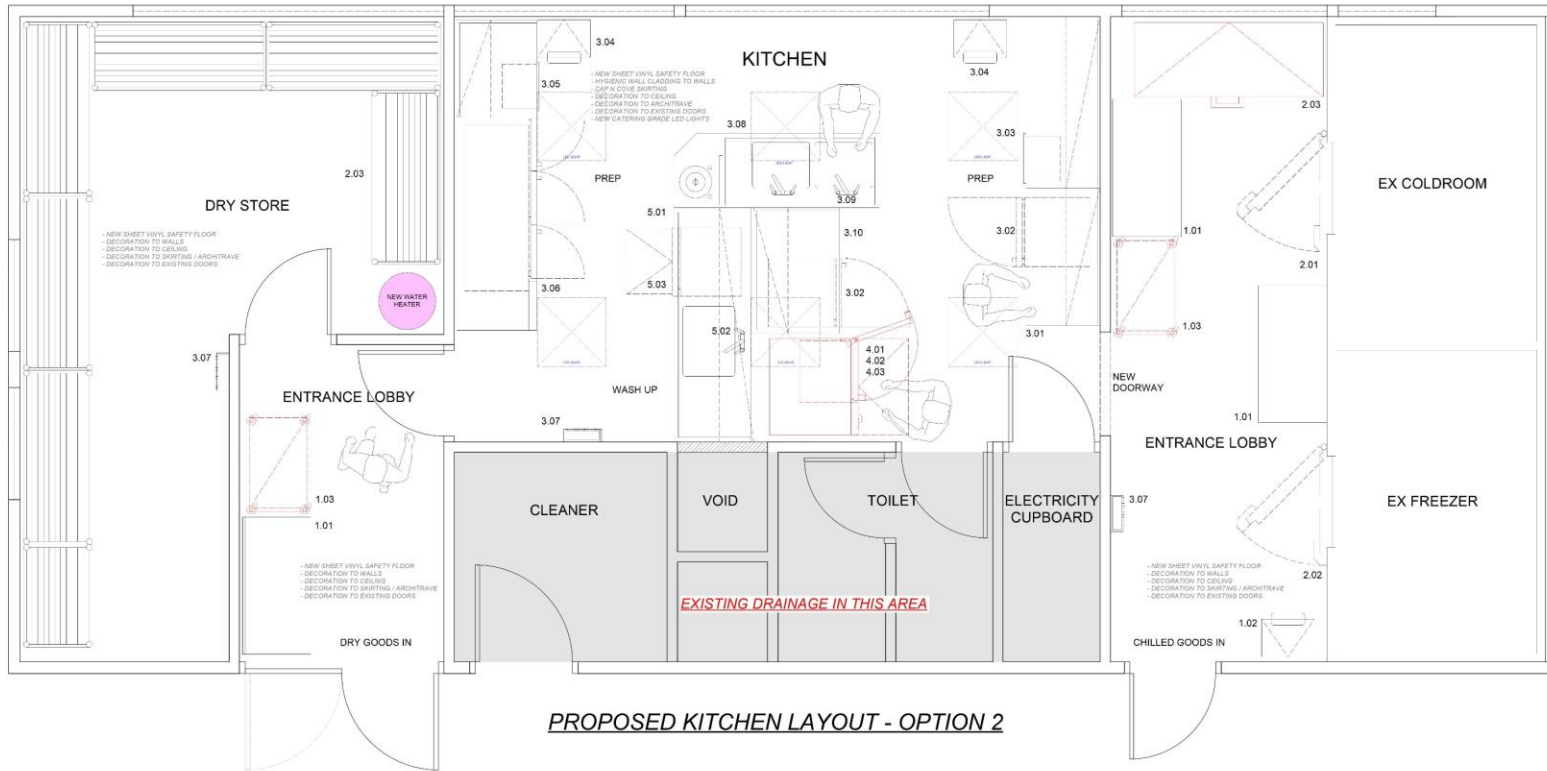 KITCHEN
- NEW SHEET VINYL SAFETY FLOOR
- HYGIENIC WALL CLADDING TO WALLS
- CAP N COVE SKIRTING
- DECORATION TO CEILING
- DECORATION TO ARCHITRAVE
- DECORATION TO EXISTING DOORS
- NEW CATERING GRADE LED LIGHTS
3.04
3.05
3.04
3.08
3.03
2.03
PREP
PREP
3.09
5.01
3.10
3.02
5.03
3.06
3.02
5.02
3.01
4.01
4.02
4.03
WASH UP
3.07
DRY STORE
- NEW SHEET VINYL SAFETY FLOOR
- DECORATION TO WALLS
- DECORATION TO CEILING
- DECORATION TO SKIRTING / ARCHITRAVE
- DECORATION TO EXISTING DOORS
2.03
NEW WATER
HEATER
3.07
ENTRANCE LOBBY
1.03
1.01
- NEW SHEET VINYL SAFETY FLOOR
- DECORATION TO WALLS
- DECORATION TO CEILING
- DECORATION TO SKIRTING / ARCHITRAVE
- DECORATION TO EXISTING DOORS
DRY GOODS IN
CLEANER
VOID
TOILET
ELECTRICITY
CUPBOARD
EXISTING DRAINAGE IN THIS AREA
1.01
1.03
2.01
EX COLDROOM
NEW
DOORWAY
1.01
ENTRANCE LOBBY
3.07
EX FREEZER
2.02
- NEW SHEET VINYL SAFETY FLOOR
- DECORATION TO WALLS
- DECORATION TO CEILING
- DECORATION TO SKIRTING / ARCHITRAVE
- DECORATION TO EXISTING DOORS
1.02
CHILLED GOODS IN
PROPOSED KITCHEN LAYOUT - OPTION 2